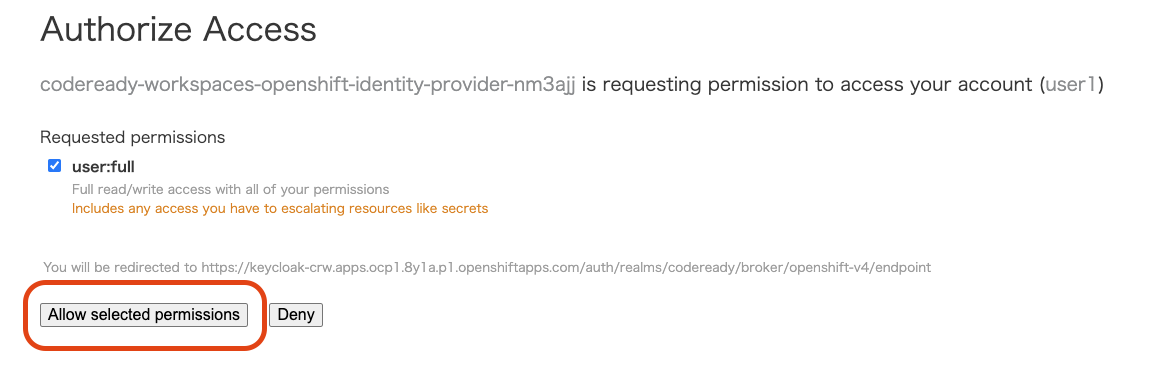 Authorize Access
codeready-workspaces-openshift-identity-provider-nm3ajj is requesting permission to access your account (user1)
Requested permissions
user:full
Full read/write access with all of your permissions
Includes any access you have to escalating resources like secrets
You will be redirected to https://keycloak-crw.apps.ocp1.8y1a.p1.openshiftapps.com/auth/realms/codeready/broker/openshift-v4/endpoint
Allow selected permissions Deny